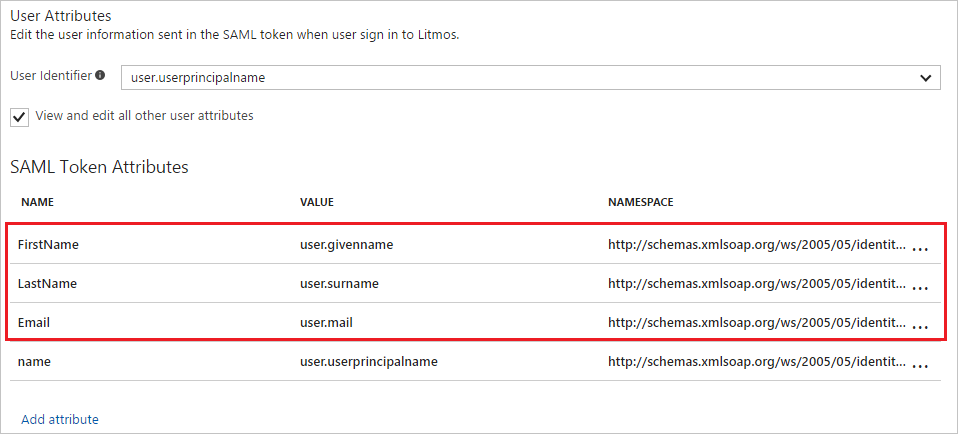 User Attributes
Edit the user information sent in the SAML token when user sign in to Litmos.
User Identifier
user.userprincipalname
View and edit all other user attributes
SAML Token Attributes
NAME VALUE NAMESPACE
FirstName user.givenname http://schemas.xmlsoap.org/ws/2005/05/identit... ...
LastName user.surname http://schemas.xmlsoap.org/ws/2005/05/identit... ...
Email user.mail http://schemas.xmlsoap.org/ws/2005/05/identit... ...
name user.userprincipalname http://schemas.xmlsoap.org/ws/2005/05/identit... ...
Add attribute